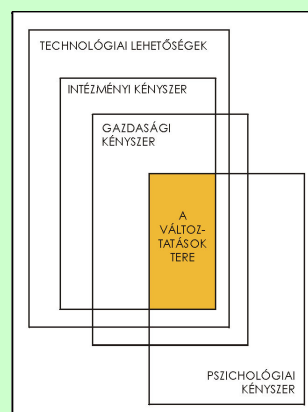 TECHNOLÓGIAI LEHETŐSÉGEK
INTÉZMÉNYI KÉNYSZER
GAZDASÁGI
KÉNYSZER
A
VÁLTOZ-
TATÁSOK
TERE
PSZICHOLÓGIAI
KÉNYSZER